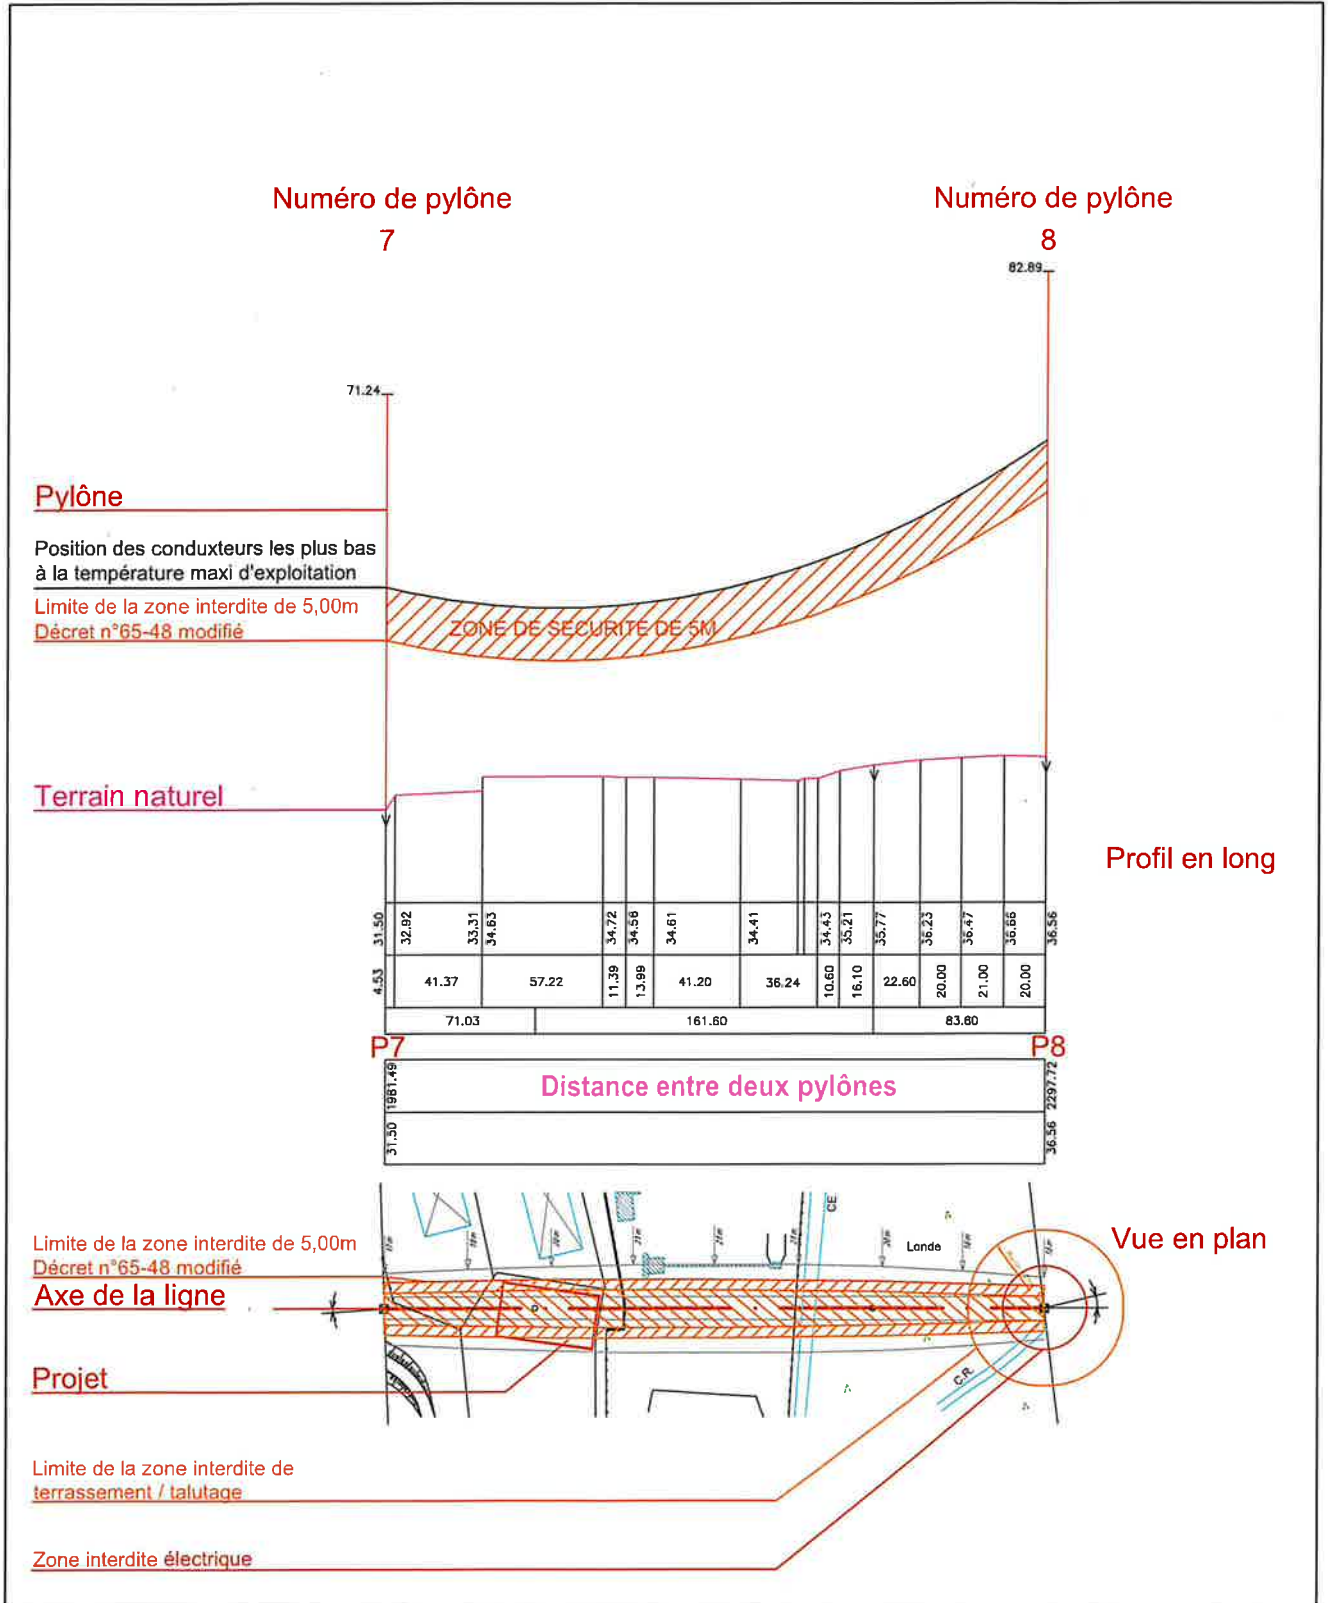 Numéro de pylône
7
Numéro de pylône
8
82.89
71.24
Pylône
Position des conduxteurs les plus bas
à la température maxi d'exploitation
Limite de la zone interdite de 5,00m
Décret n°65-48 modifié
ZONE DE SECURITE DE 5M
Terrain naturel
Profil en long
31.50 32.92 33.31 34.63 34.72 34.56 34.61 34.41 34.43 35.21 35.77 36.23 36.47 36.66 36.56
4.53 41.37 57.22 11.39 13.99 41.20 36.24 10.60 16.10 22.60 20.00 21.00 20.00
71.03 161.60 83.60
P7 P8
1981.49 Distance entre deux pylônes 2297.72
31.50 36.56
CE
Lande
Limite de la zone interdite de 5,00m
Décret n°65-48 modifié
Vue en plan
Axe de la ligne
Projet
C.R.
Limite de la zone interdite de
terrassement / talutage
Zone interdite électrique